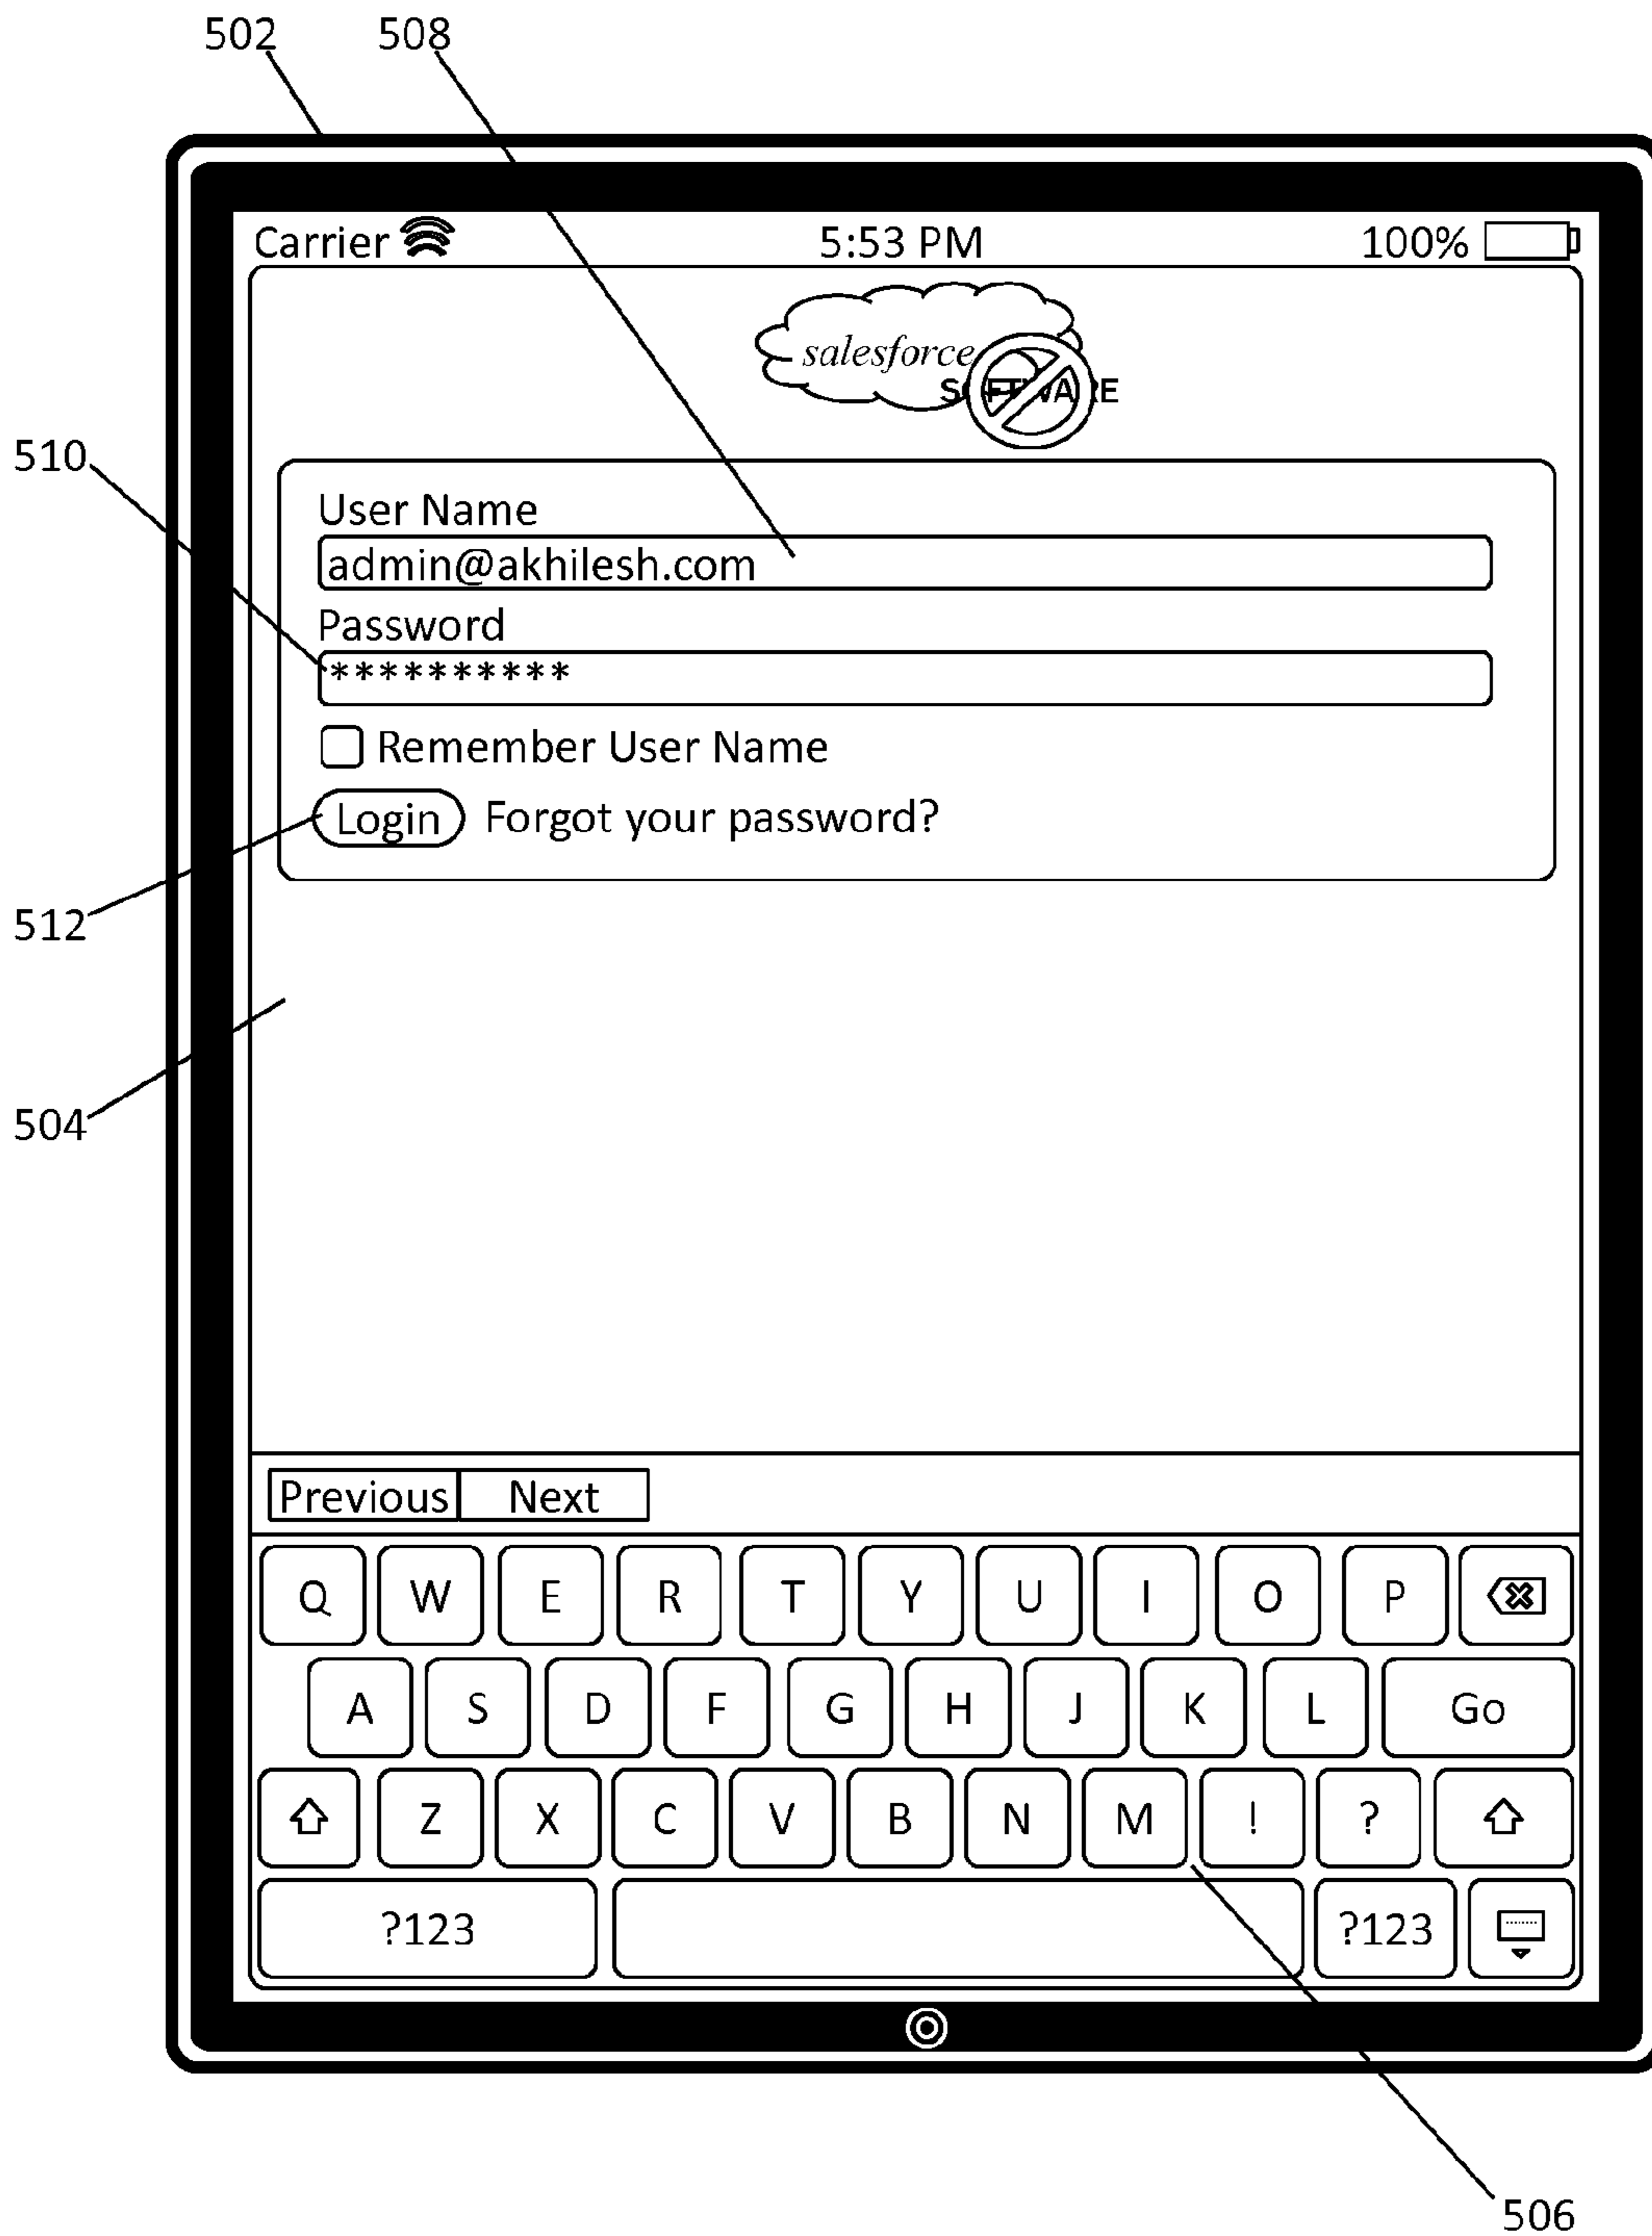 502 508
Carrier 5:53 PM 100%
salesforce
SOFTWARE
510
User Name
admin@akhilesh.com
Password
**********
Remember User Name
Login Forgot your password?
512
504
Previous Next
Q W E R T Y U I O P
A S D F G H J K L Go
Z X C V B N M ! ?
?123 ?123
506